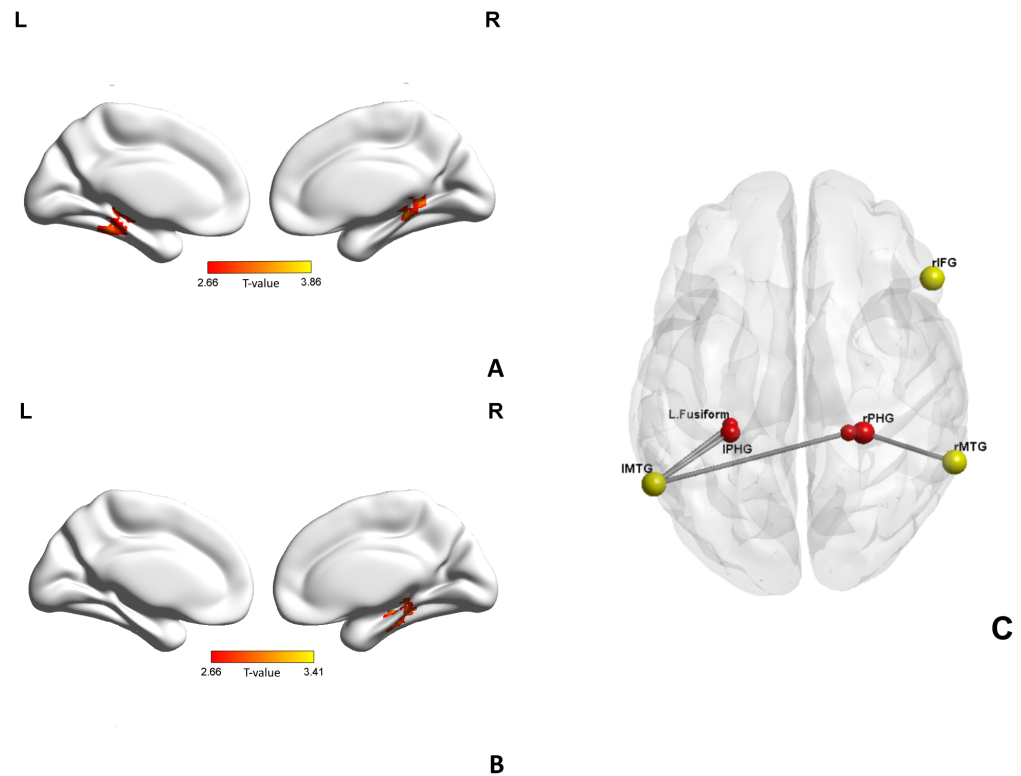 L R
2.66 T-value 3.86
A
L R
2.66 T-value 3.41
B
rIFG
L.Fusiform rPHG
lPHG
lMTG rMTG
C